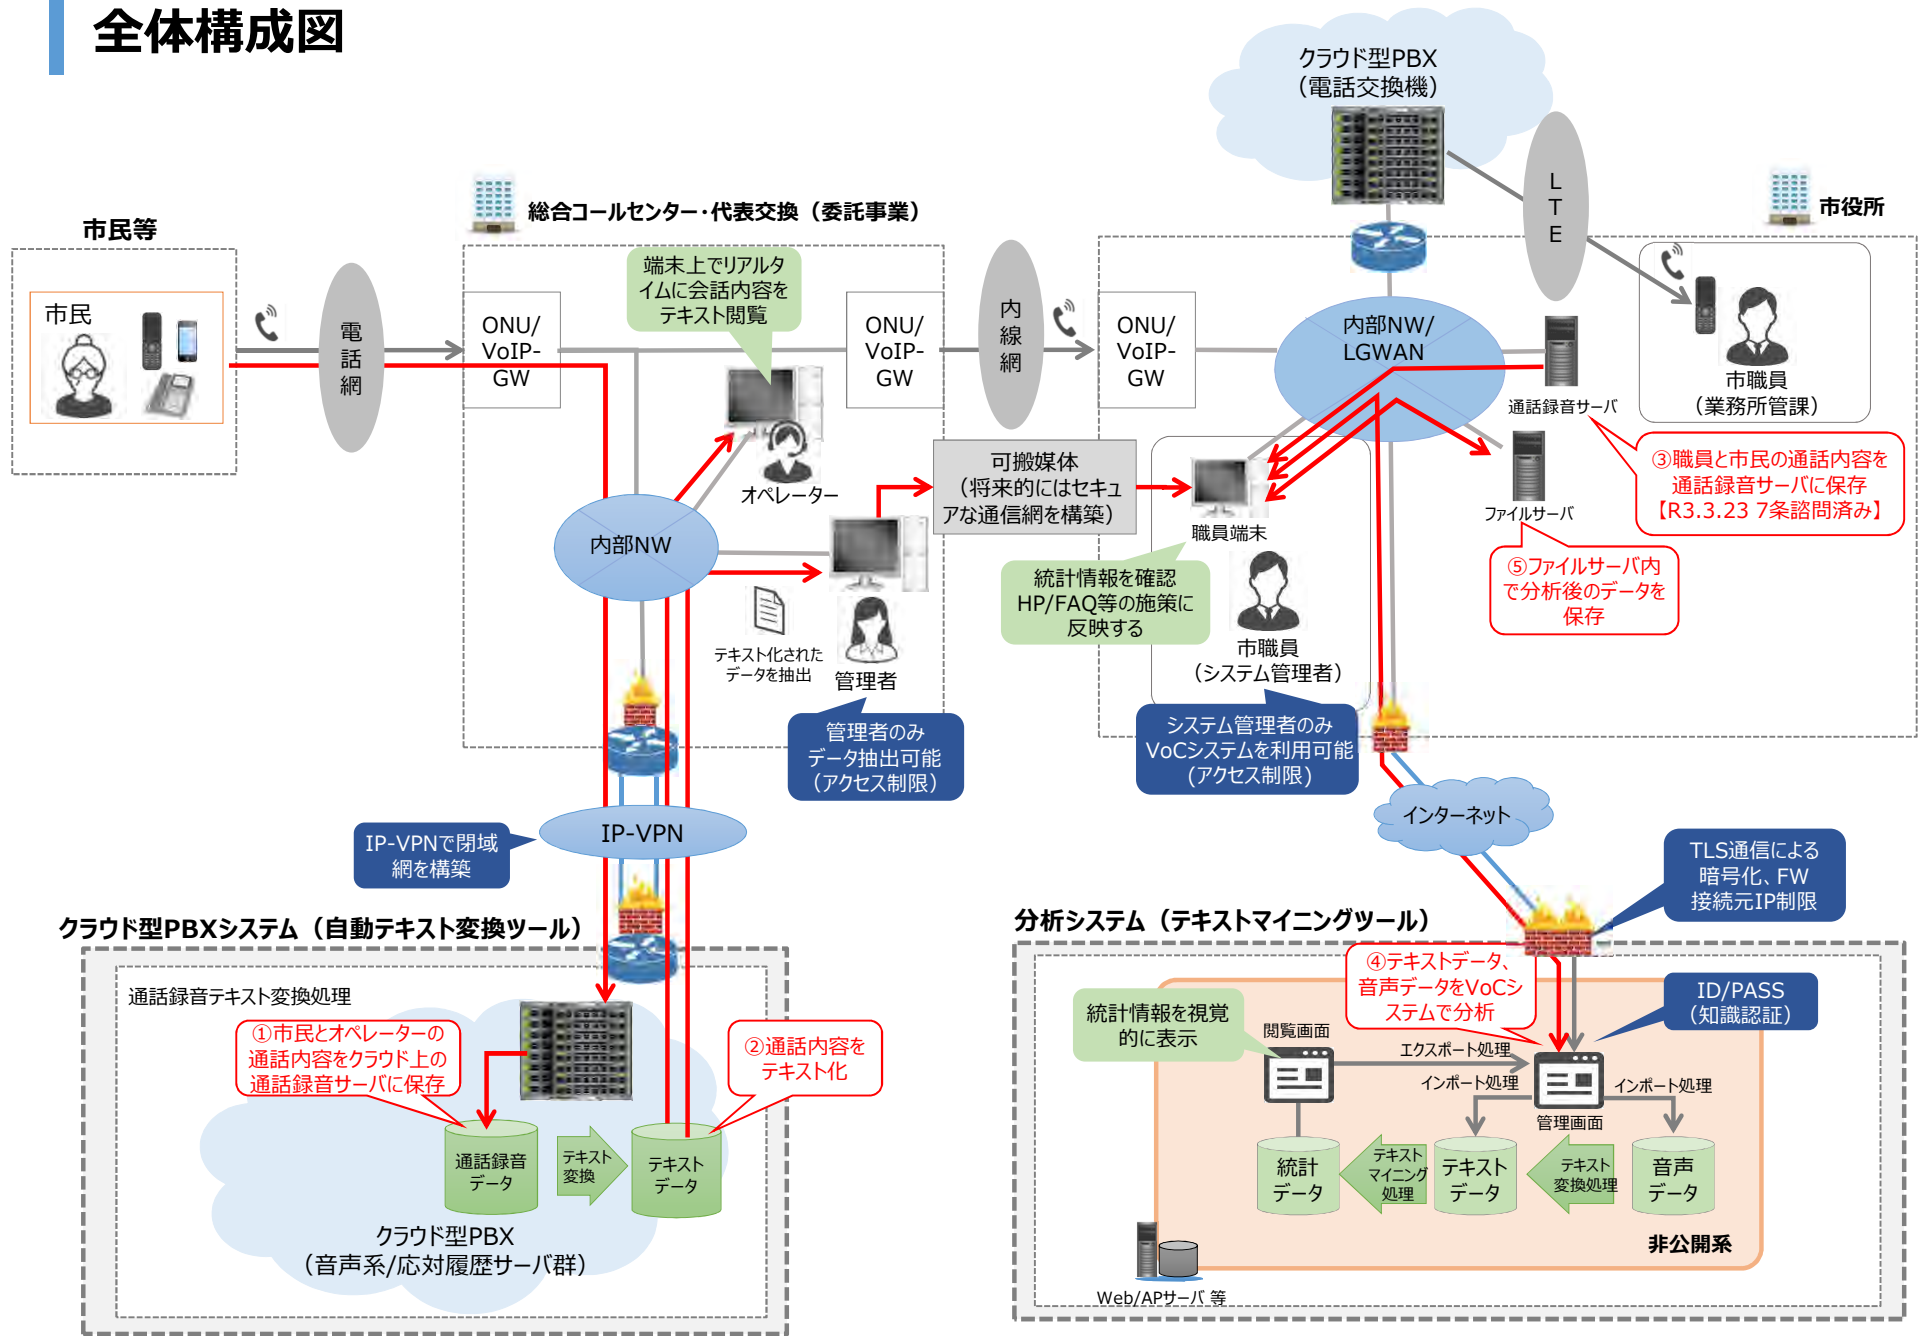 全体構成図
クラウド型PBX
（電話交換機）
LTE
市役所
総合コールセンター・代表交換（委託事業）
市民等
市民
電話網
ONU/
VoIP-
GW
端末上でリアルタ
イムに会話内容を
テキスト閲覧
ONU/
VoIP-
GW
内線網
ONU/
VoIP-
GW
内部NW/
LGWAN
通話録音サーバ
市職員
（業務所管課）
オペレーター
可搬媒体
（将来的にはセキュ
アな通信網を構築）
職員端末
ファイルサーバ
③職員と市民の通話内容を
通話録音サーバに保存
【R3.3.23 7条諮問済み】
内部NW
統計情報を確認
HP/FAQ等の施策に
反映する
⑤ファイルサーバ内
で分析後のデータを
保存
テキスト化された
データを抽出
管理者
市職員
（システム管理者）
管理者のみ
データ抽出可能
（アクセス制限）
システム管理者のみ
VoCシステムを利用可能
(アクセス制限）
IP-VPNで閉域
網を構築
IP-VPN
インターネット
TLS通信による
暗号化、FW
接続元IP制限
クラウド型PBXシステム（自動テキスト変換ツール）
通話録音テキスト変換処理
①市民とオペレーターの
通話内容をクラウド上の
通話録音サーバに保存
②通話内容を
テキスト化
通話録音
データ
テキスト
変換
テキスト
データ
クラウド型PBX
（音声系/応対履歴サーバ群）
分析システム（テキストマイニングツール）
④テキストデータ、
音声データをVoCシ
ステムで分析
ID/PASS
（知識認証）
統計情報を視覚
的に表示
閲覧画面
エクスポート処理
インポート処理
インポート処理
管理画面
統計
データ
テキスト
マイニング
処理
テキスト
データ
テキスト
変換処理
音声
データ
非公開系
Web/APサーバ 等